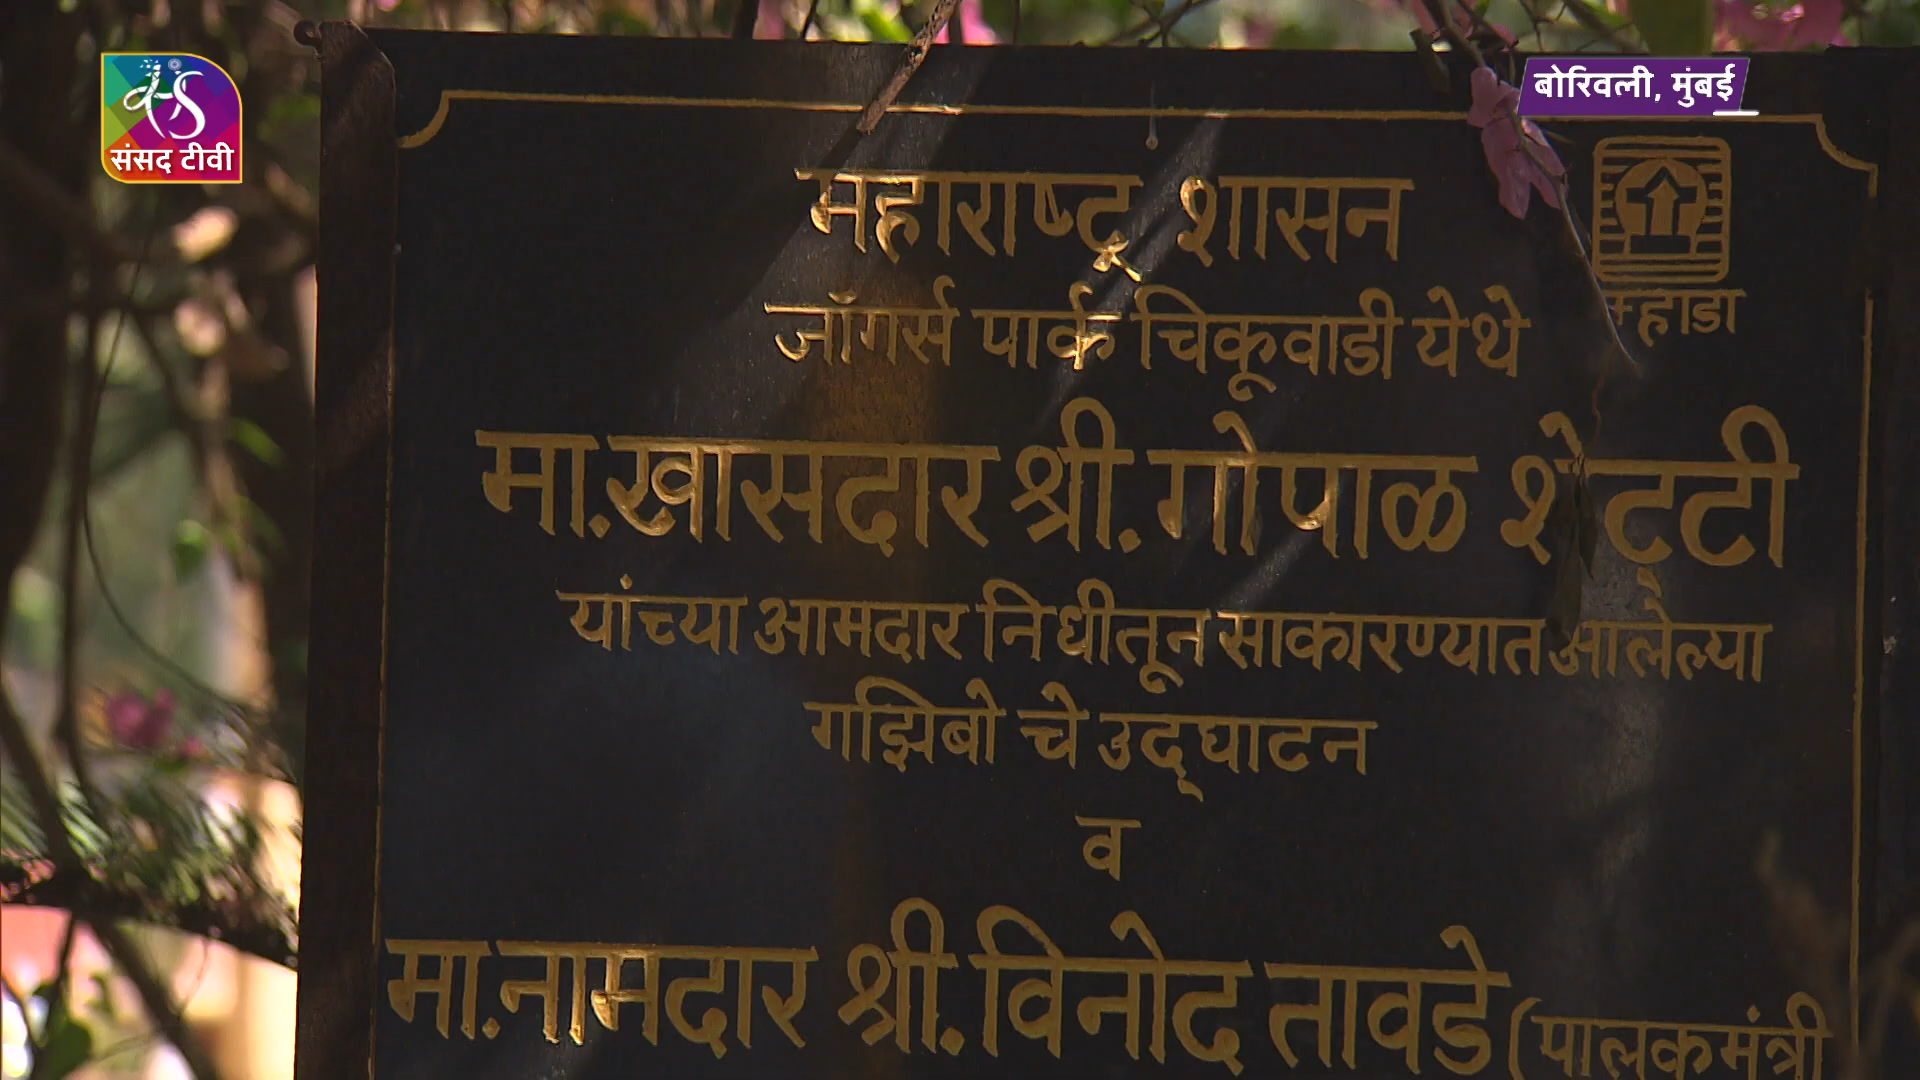 संसद टीवी
बोरिवली, मुंबई
महाराष्ट्र शासन
म्हाडा
जॉगर्स पार्क चिकूवाडी येथे
मा.खासदार श्री.गोपाळ शेट्टी
यांच्या आमदार निधीतून साकारण्यात आलेल्या
गझिबो चे उद्घाटन
व
मा.नामदार श्री.विनोद तावडे (पालकमंत्री